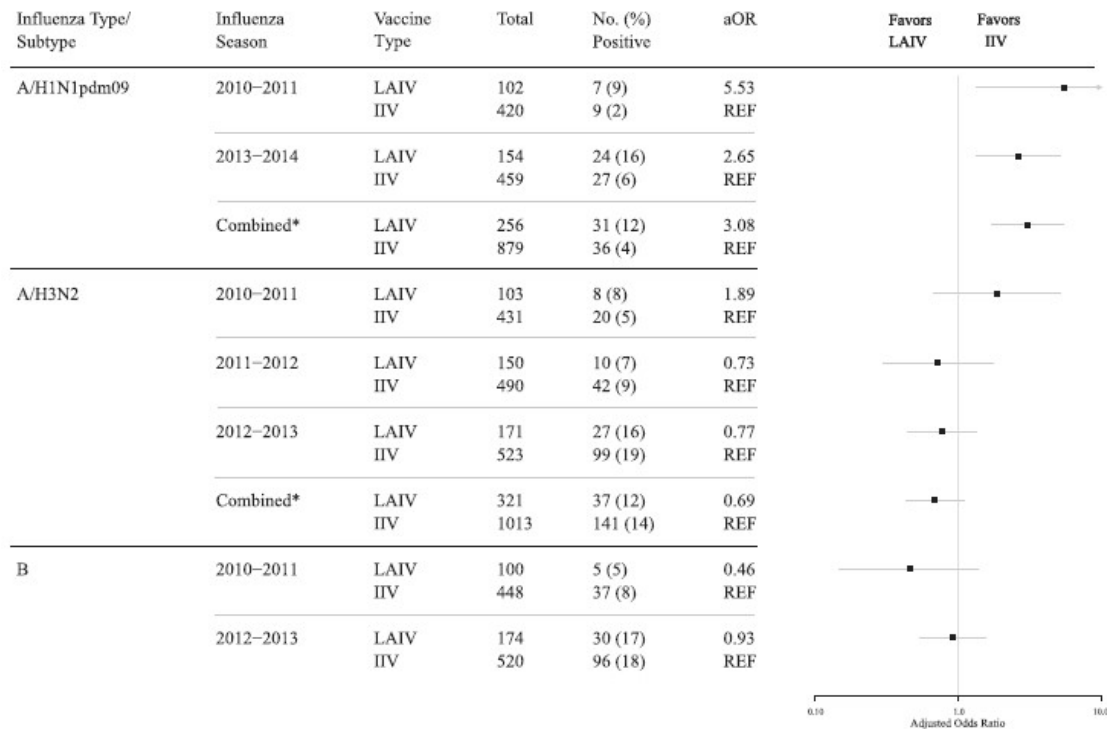 Influenza Type/ Influenza Vaccine Total No. (%) aOR Favors Favors
Subtype Season Type Positive LAIV IIV
A/H1N1pdm09 2010−2011 LAIV 102 7 (9) 5.53
IIV 420 9 (2) REF
2013−2014 LAIV 154 24 (16) 2.65
IIV 459 27 (6) REF
Combined* LAIV 256 31 (12) 3.08
IIV 879 36 (4) REF
A/H3N2 2010−2011 LAIV 103 8 (8) 1.89
IIV 431 20 (5) REF
2011−2012 LAIV 150 10 (7) 0.73
IIV 490 42 (9) REF
2012−2013 LAIV 171 27 (16) 0.77
IIV 523 99 (19) REF
Combined* LAIV 321 37 (12) 0.69
IIV 1013 141 (14) REF
B 2010−2011 LAIV 100 5 (5) 0.46
IIV 448 37 (8) REF
2012−2013 LAIV 174 30 (17) 0.93
IIV 520 96 (18) REF
0.10 1.0 10.0
Adjusted Odds Ratio